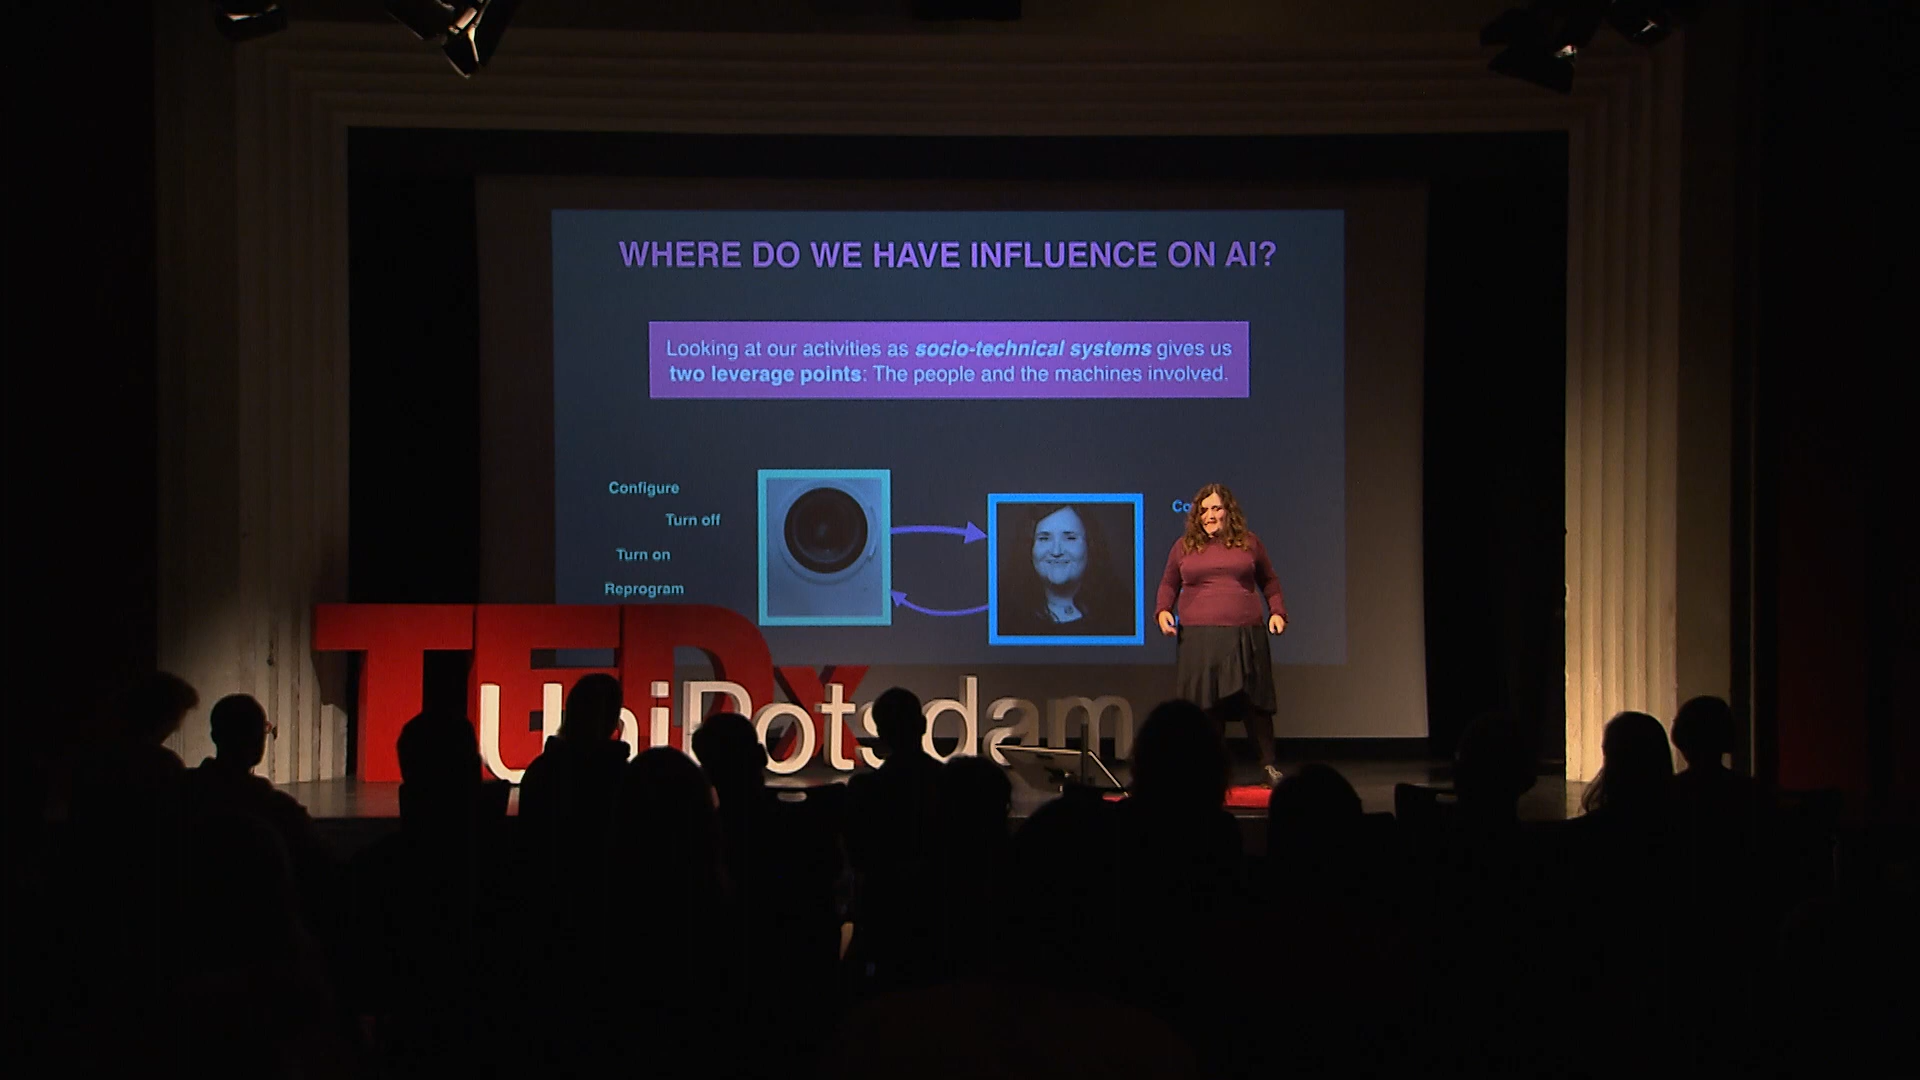 WHERE DO WE HAVE INFLUENCE ON AI?
Looking at our activities as socio-technical systems gives us
two leverage points: The people and the machines involved.
Configure
Turn off
Turn on
Reprogram
TEDx
UniPotsdam